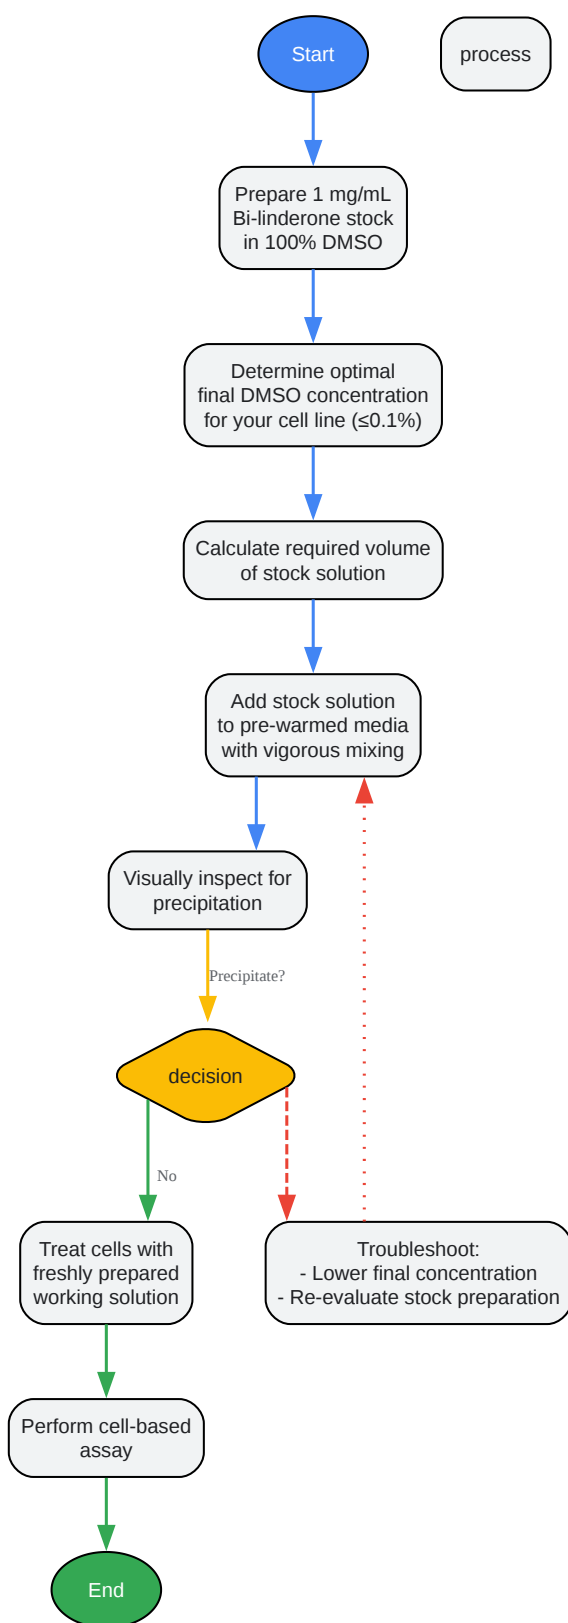 Start
process
Prepare 1 mg/mL
Bi-linderone stock
in 100% DMSO
Determine optimal
final DMSO concentration
for your cell line (≤0.1%)
Calculate required volume
of stock solution
Add stock solution
to pre-warmed media
with vigorous mixing
Visually inspect for
precipitation
Precipitate?
decision
No
Treat cells with
freshly prepared
working solution
Troubleshoot:
- Lower final concentration
- Re-evaluate stock preparation
Perform cell-based
assay
End